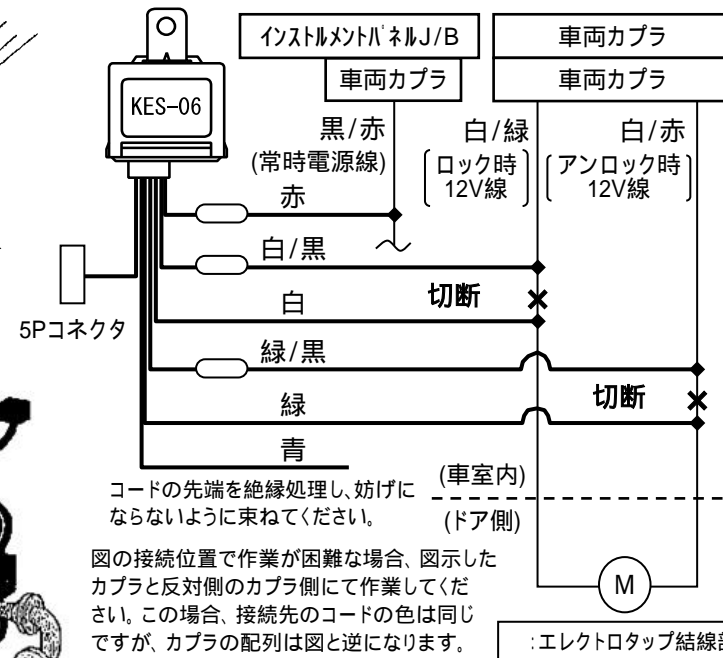 インストルメントパネルJ/B
車両カプラ
車両カプラ
車両カプラ
KES-06
黒/赤
(常時電源線)
白/緑
ロック時
12V線
白/赤
アンロック時
12V線
赤
白/黒
切断
白
5Pコネクタ
緑/黒
切断
緑
青
コードの先端を絶縁処理し、妨げに
ならないように束ねてください。
(車室内)
(ドア側)
図の接続位置で作業が困難な場合、図示した
カプラと反対側のカプラ側にて作業してくだ
さい。この場合、接続先のコードの色は同じ
ですが、カプラの配列は図と逆になります。
M
:エレクトロタップ結線部